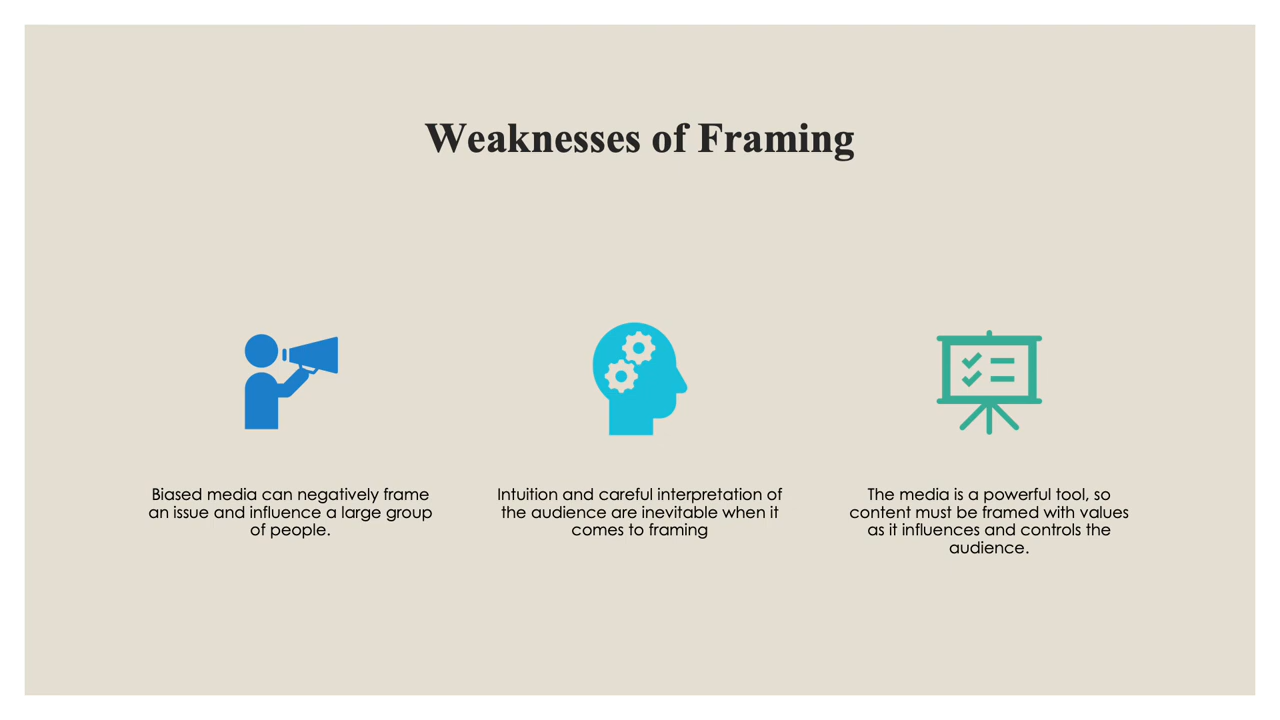 Weaknesses of Framing
Biased media can negatively frame
an issue and influence a large group
of people.
Intuition and careful interpretation of
the audience are inevitable when it
comes to framing
The media is a powerful tool, so
content must be framed with values
as it influences and controls the
audience.